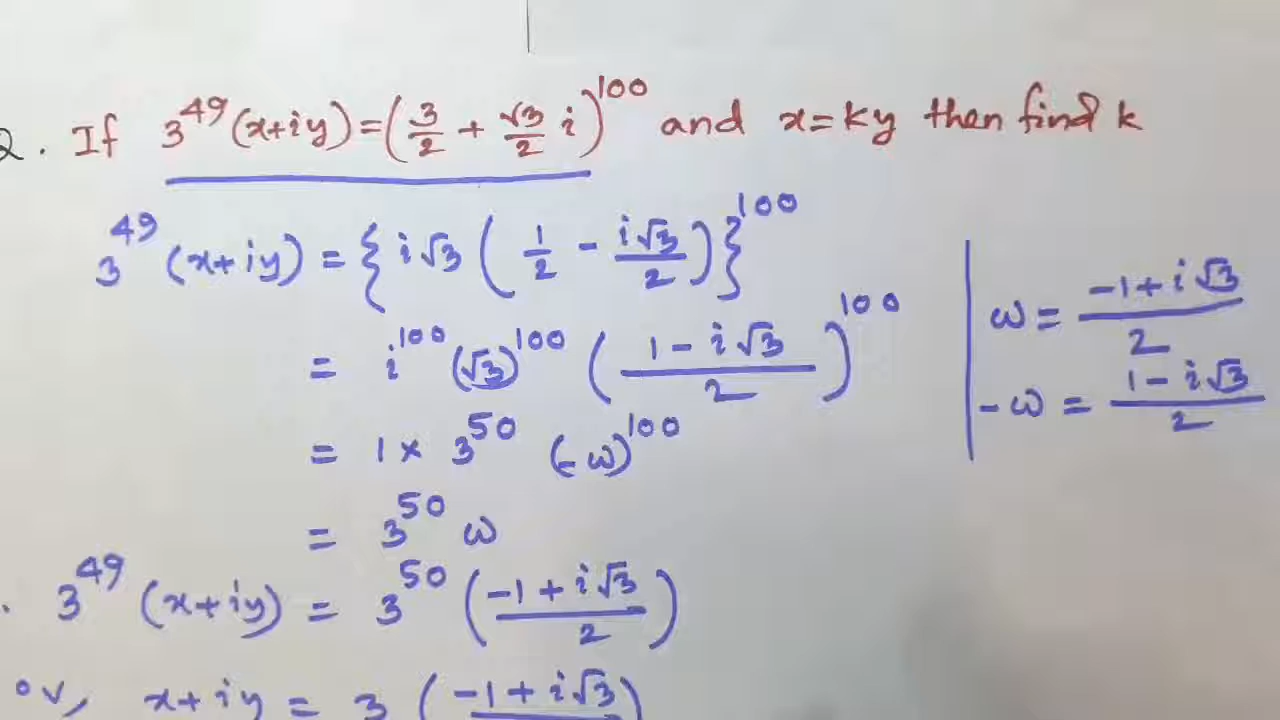 2. If 3^49 (x+iy) = (3/2 + √3/2 i)^100 and x=ky then find k
3^49 (x+iy) = { i√3 ( 1/2 - i√3/2 ) }^100
= i^100 (√3)^100 ( 1-i√3 / 2 )^100
= 1 × 3^50 (-ω)^100
= 3^50 ω
. 3^49 (x+iy) = 3^50 ( -1+i√3 / 2 )
or, x+iy = 3 ( -1+i√3 )
ω = -1+i√3 / 2
-ω = 1-i√3 / 2